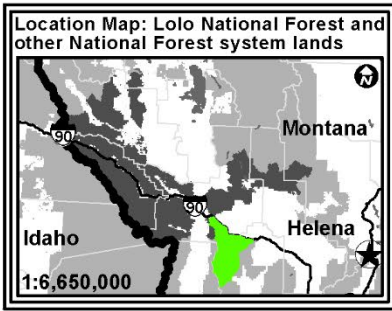 Location Map: Lolo National Forest and
other National Forest system lands
N
90
Montana
90
Helena
Idaho
1:6,650,000